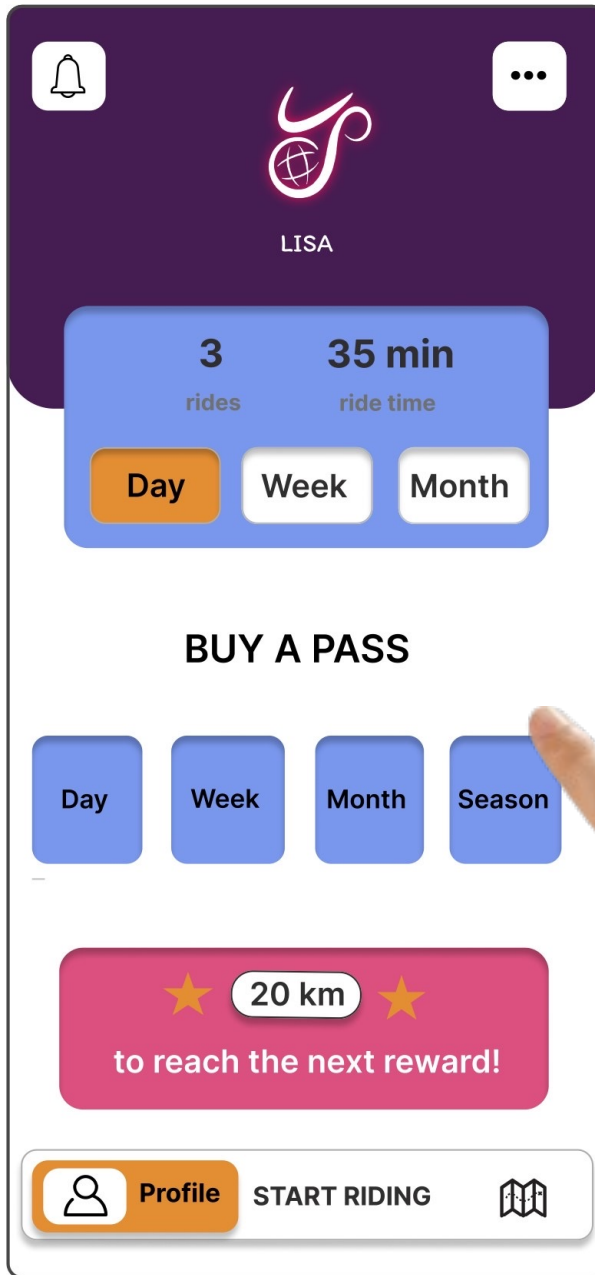 LISA
3 35 min
rides ride time
Day Week Month
BUY A PASS
Day Week Month Season
20 km
to reach the next reward!
Profile START RIDING